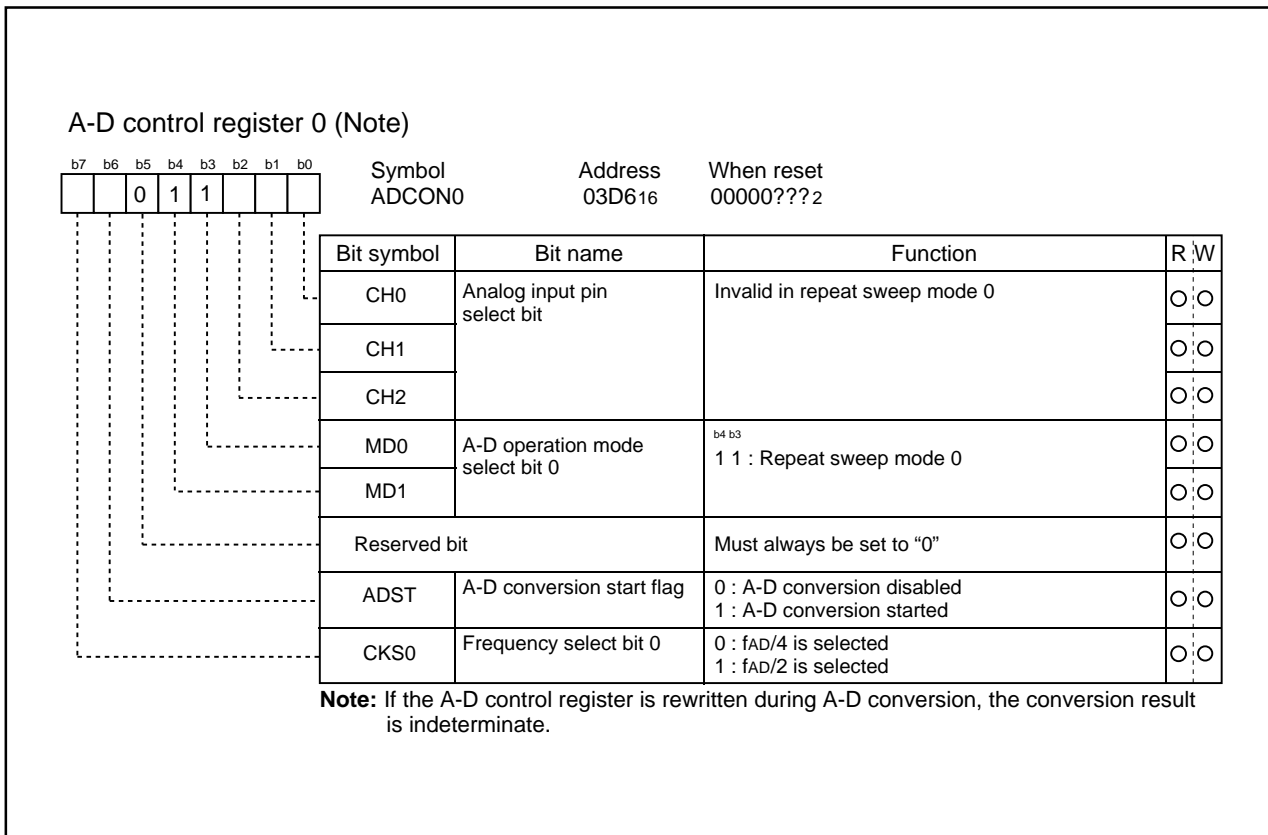 A-D control register 0 (Note)
b7 b6 b5 b4 b3 b2 b1 b0
0 1 1
Symbol Address When reset
ADCON0 03D616 00000???2
Bit symbol Bit name Function R W
CH0 Analog input pin select bit Invalid in repeat sweep mode 0
CH1
CH2
MD0 A-D operation mode select bit 0
b4 b3
1 1 : Repeat sweep mode 0
MD1
Reserved bit Must always be set to “0”
ADST A-D conversion start flag 0 : A-D conversion disabled
1 : A-D conversion started
CKS0 Frequency select bit 0 0 : fAD/4 is selected
1 : fAD/2 is selected
Note: If the A-D control register is rewritten during A-D conversion, the conversion result
is indeterminate.